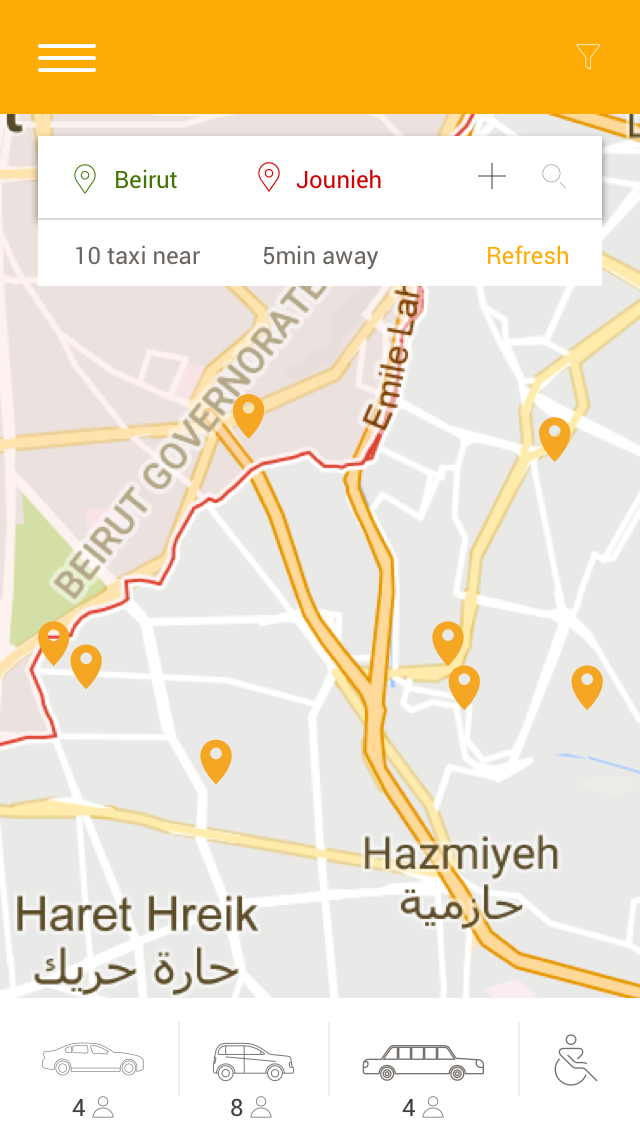 Beirut
Jounieh
10 taxi near
5min away
Refresh
BEIRUT GOVERNORATE
Emile Lah
Hazmiyeh
حازمية
Haret Hreik
حارة حريك
4
8
4